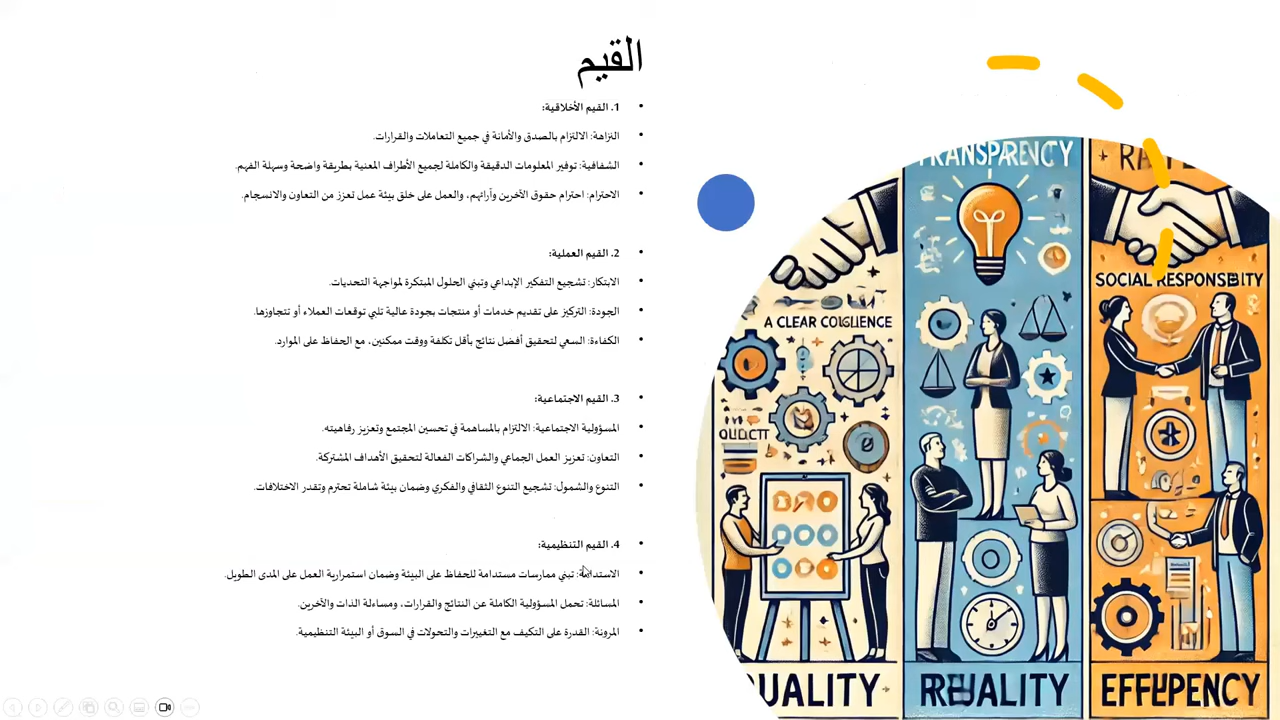 القيم
1. القيم الأخلاقية:
النزاهة: الالتزام بالصدق والأمانة في جميع التعاملات والقرارات.
الشفافية: توفير المعلومات الدقيقة والكاملة لجميع الأطراف المعنية بطريقة واضحة وسهلة الفهم.
الاحترام: احترام حقوق الآخرين وآرائهم، والعمل على خلق بيئة عمل تعزز من التعاون والانسجام.
2. القيم العملية:
الابتكار: تشجيع التفكير الإبداعي وتبني الحلول المبتكرة لمواجهة التحديات.
الجودة: التركيز على تقديم خدمات أو منتجات بجودة عالية تلبي توقعات العملاء أو تتجاوزها.
الكفاءة: السعي لتحقيق أفضل نتائج بأقل تكلفة ووقت ممكنين، مع الحفاظ على الموارد.
3. القيم الاجتماعية:
المسؤولية الاجتماعية: الالتزام بالمساهمة في تحسين المجتمع وتعزيز رفاهيته.
التعاون: تعزيز العمل الجماعي والشراكات الفعالة لتحقيق الأهداف المشتركة.
التنوع والشمول: تشجيع التنوع الثقافي والفكري وضمان بيئة شاملة تحترم وتقدر الاختلافات.
4. القيم التنظيمية:
الاستدامة: تبني ممارسات مستدامة للحفاظ على البيئة وضمان استمرارية العمل على المدى الطويل.
المسائلة: تحمل المسؤولية الكاملة عن النتائج والقرارات، ومساءلة الذات والآخرين.
المرونة: القدرة على التكيف مع التغييرات والتحولات في السوق أو البيئة التنظيمية.
TRANSPARENCY
SOCIAL RESPONSBITY
A CLEAR
QUALITY